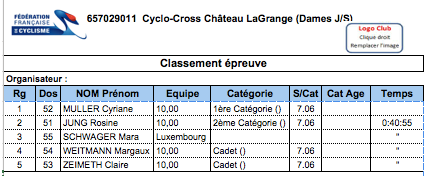 FÉDÉRATION
FRANÇAISE
DE CYCLISME
657029011 Cyclo-Cross Château LaGrange (Dames J/S)
Logo Club
Clique droit
Remplacer l'image
Classement épreuve
Organisateur :
Rg Dos NOM Prénom Equipe Catégorie S/Cat Cat Age Temps
1 52 MULLER Cyriane 10,00 1ère Catégorie () 7.06
2 51 JUNG Rosine 10,00 2ème Catégorie () 7.06 0:40:55
3 55 SCHWAGER Mara Luxembourg "
4 54 WEITMANN Margaux 10,00 Cadet () 7.06 "
5 53 ZEIMETH Claire 10,00 Cadet () 7.06 "